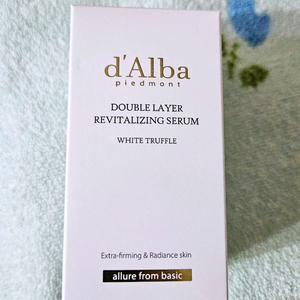 d'Alba
piedmont
DOUBLE LAYER
REVITALIZING SERUM
WHITE TRUFFLE
Extra-firming & Radiance skin
allure from basic